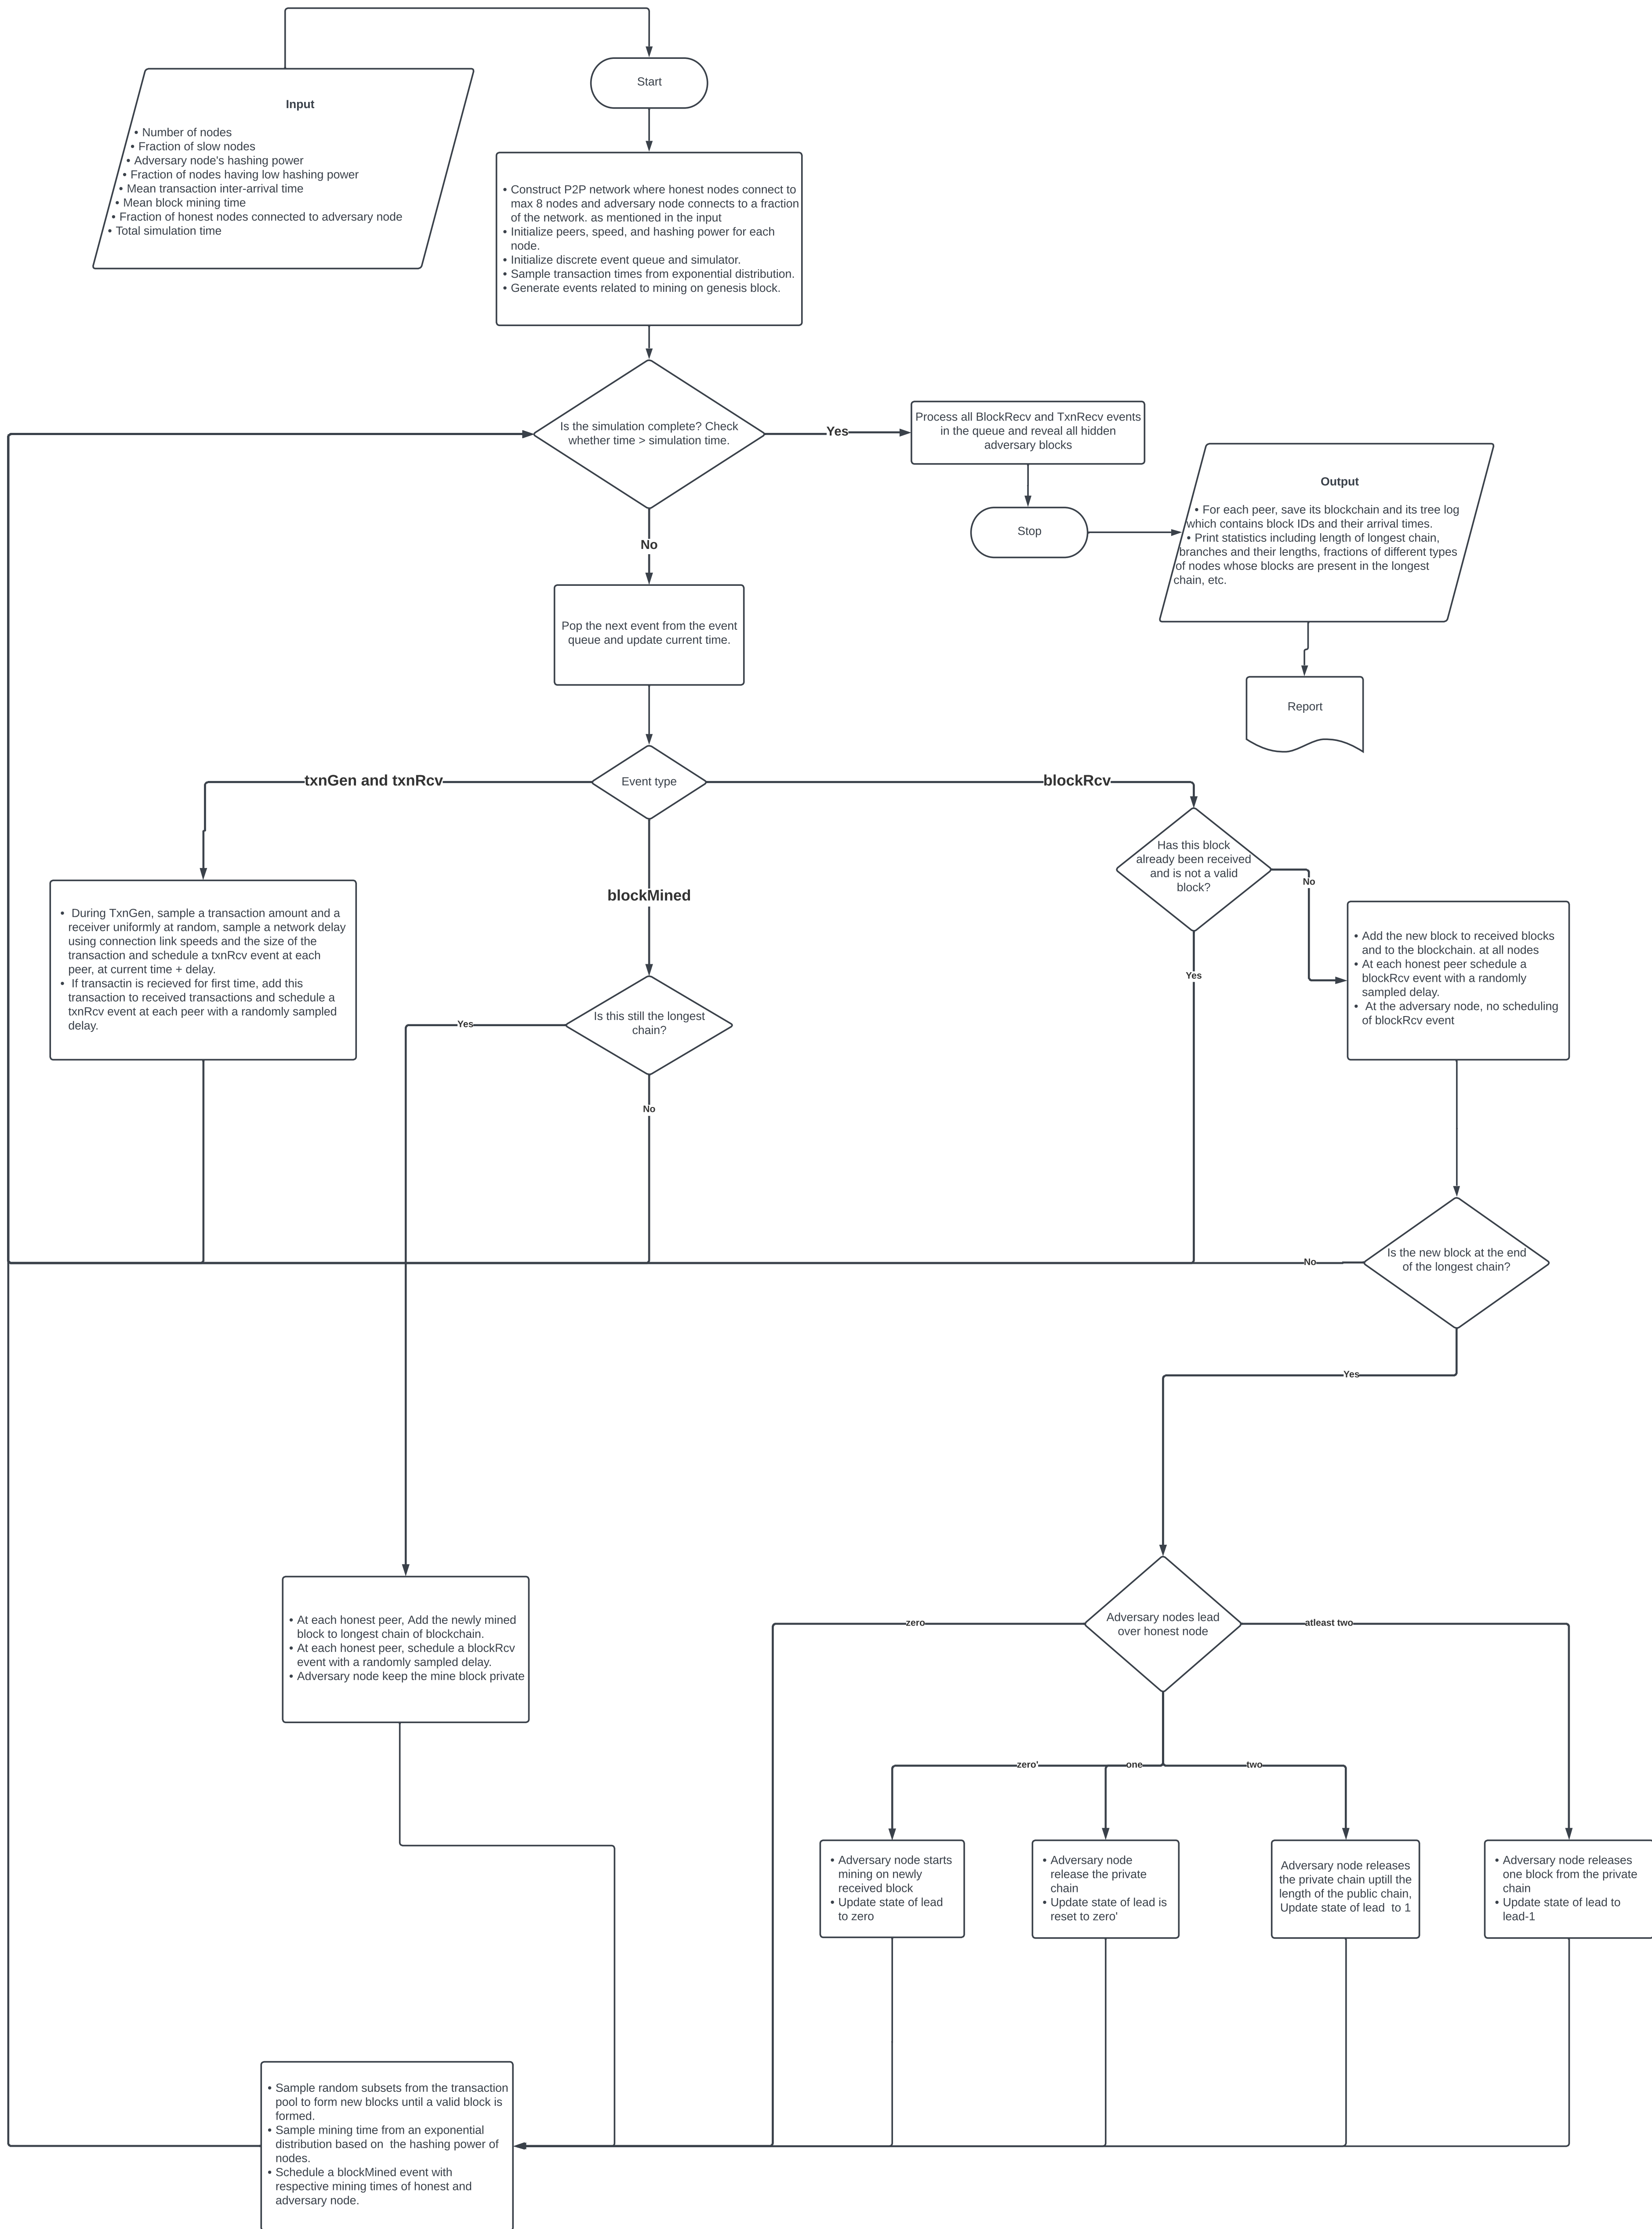 Start
Input
• Number of nodes
• Fraction of slow nodes
• Adversary node's hashing power
• Fraction of nodes having low hashing power
• Mean transaction inter-arrival time
• Mean block mining time
• Fraction of honest nodes connected to adversary node
• Total simulation time
• Construct P2P network where honest nodes connect to
max 8 nodes and adversary node connects to a fraction
of the network. as mentioned in the input
• Initialize peers, speed, and hashing power for each
node.
• Initialize discrete event queue and simulator.
• Sample transaction times from exponential distribution.
• Generate events related to mining on genesis block.
Is the simulation complete? Check
whether time > simulation time.
Yes
Process all BlockRecv and TxnRecv events
in the queue and reveal all hidden
adversary blocks
Stop
Output
• For each peer, save its blockchain and its tree log
which contains block IDs and their arrival times.
• Print statistics including length of longest chain,
branches and their lengths, fractions of different types
of nodes whose blocks are present in the longest
chain, etc.
Report
No
Pop the next event from the event
queue and update current time.
Event type
txnGen and txnRcv
blockRcv
blockMined
• During TxnGen, sample a transaction amount and a
receiver uniformly at random, sample a network delay
using connection link speeds and the size of the
transaction and schedule a txnRcv event at each
peer, at current time + delay.
• If transactin is recieved for first time, add this
transaction to received transactions and schedule a
txnRcv event at each peer with a randomly sampled
delay.
Has this block
already been received
and is not a valid
block?
No
Yes
• Add the new block to received blocks
and to the blockchain. at all nodes
• At each honest peer schedule a
blockRcv event with a randomly
sampled delay.
• At the adversary node, no scheduling
of blockRcv event
Is this still the longest
chain?
Yes
No
Is the new block at the end
of the longest chain?
No
Yes
• At each honest peer, Add the newly mined
block to longest chain of blockchain.
• At each honest peer, schedule a blockRcv
event with a randomly sampled delay.
• Adversary node keep the mine block private
Adversary nodes lead
over honest node
zero
atleast two
zero'
one
two
• Adversary node starts
mining on newly
received block
• Update state of lead
to zero
• Adversary node
release the private
chain
• Update state of lead is
reset to zero'
Adversary node releases
the private chain uptill the
length of the public chain,
Update state of lead to 1
• Adversary node releases
one block from the private
chain
• Update state of lead to
lead-1
• Sample random subsets from the transaction
pool to form new blocks until a valid block is
formed.
• Sample mining time from an exponential
distribution based on the hashing power of
nodes.
• Schedule a blockMined event with
respective mining times of honest and
adversary node.